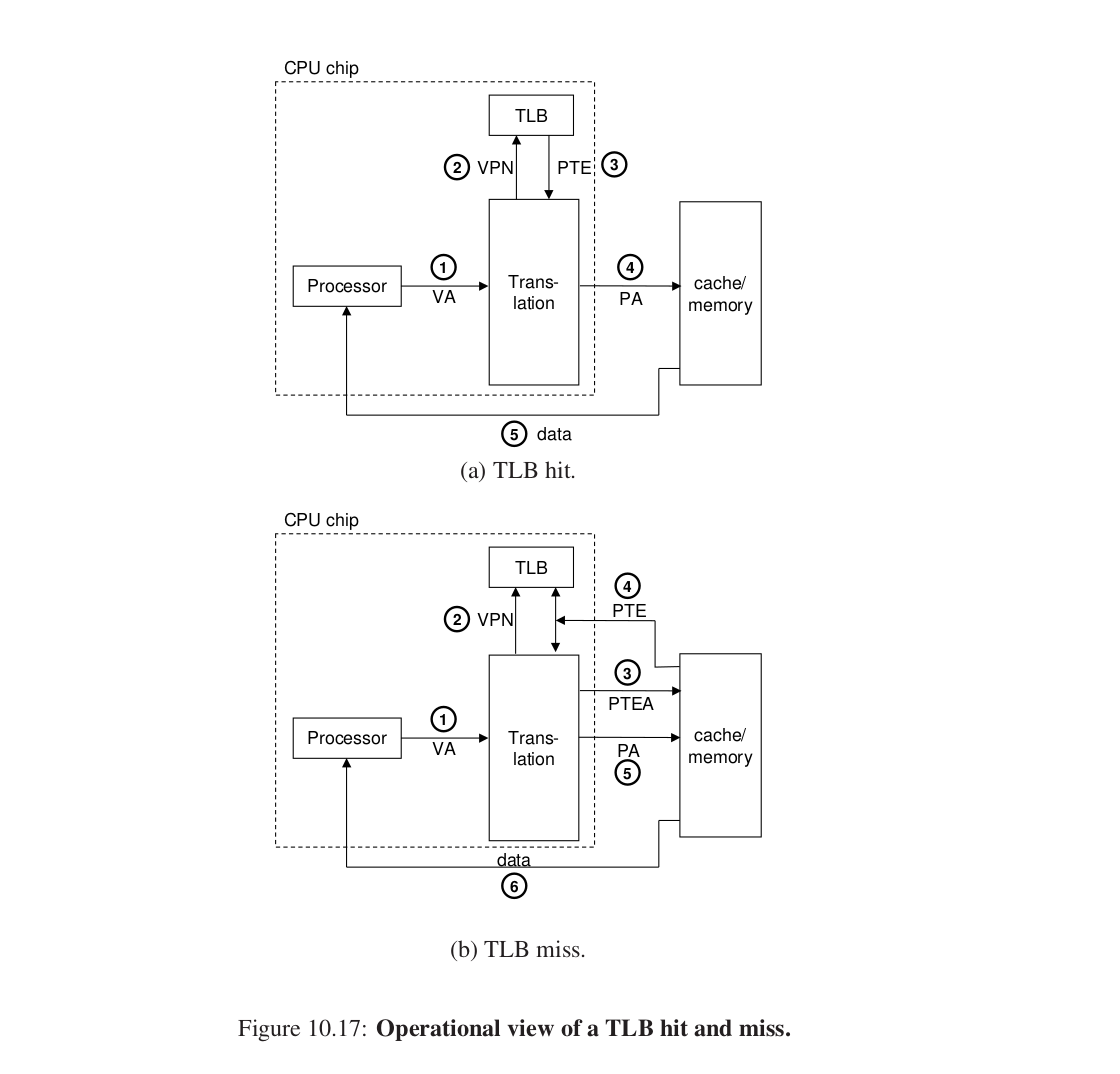 CPU chip
TLB
2 VPN PTE 3
1
4
Processor
VA
Trans-
lation
PA
cache/
memory
5 data
(a) TLB hit.
CPU chip
TLB
4
2 VPN
PTE
3
PTEA
1
Processor
VA
Trans-
lation
PA
5
cache/
memory
data
6
(b) TLB miss.
Figure 10.17: Operational view of a TLB hit and miss.